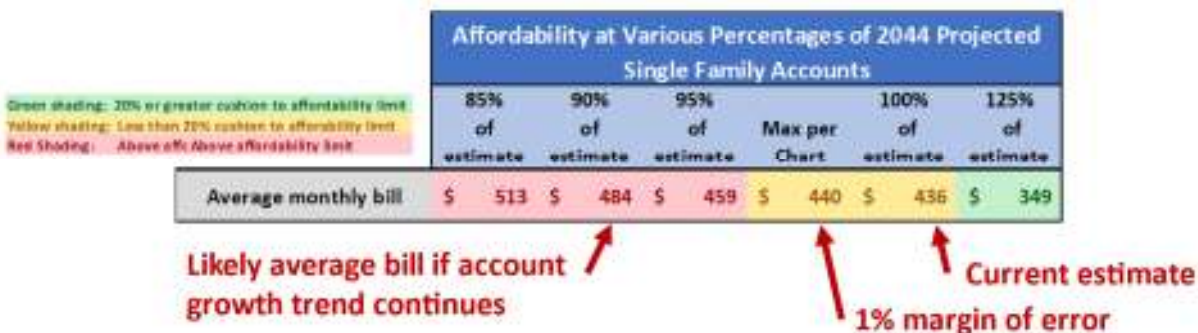 Affordability at Various Percentages of 2044 Projected
Single Family Accounts
Green shading: 20% or greater cushion to affordability limit
Yellow shading: Less than 20% cushion to afforability limit
Red Shading: Above affc Above affordability limit
85% 90% 95% 100% 125%
of of of Max per of of
estimate estimate estimate Chart estimate estimate
Average monthly bill $ 513 $ 484 $ 459 $ 440 $ 436 $ 349
Likely average bill if account
growth trend continues
Current estimate
1% margin of error